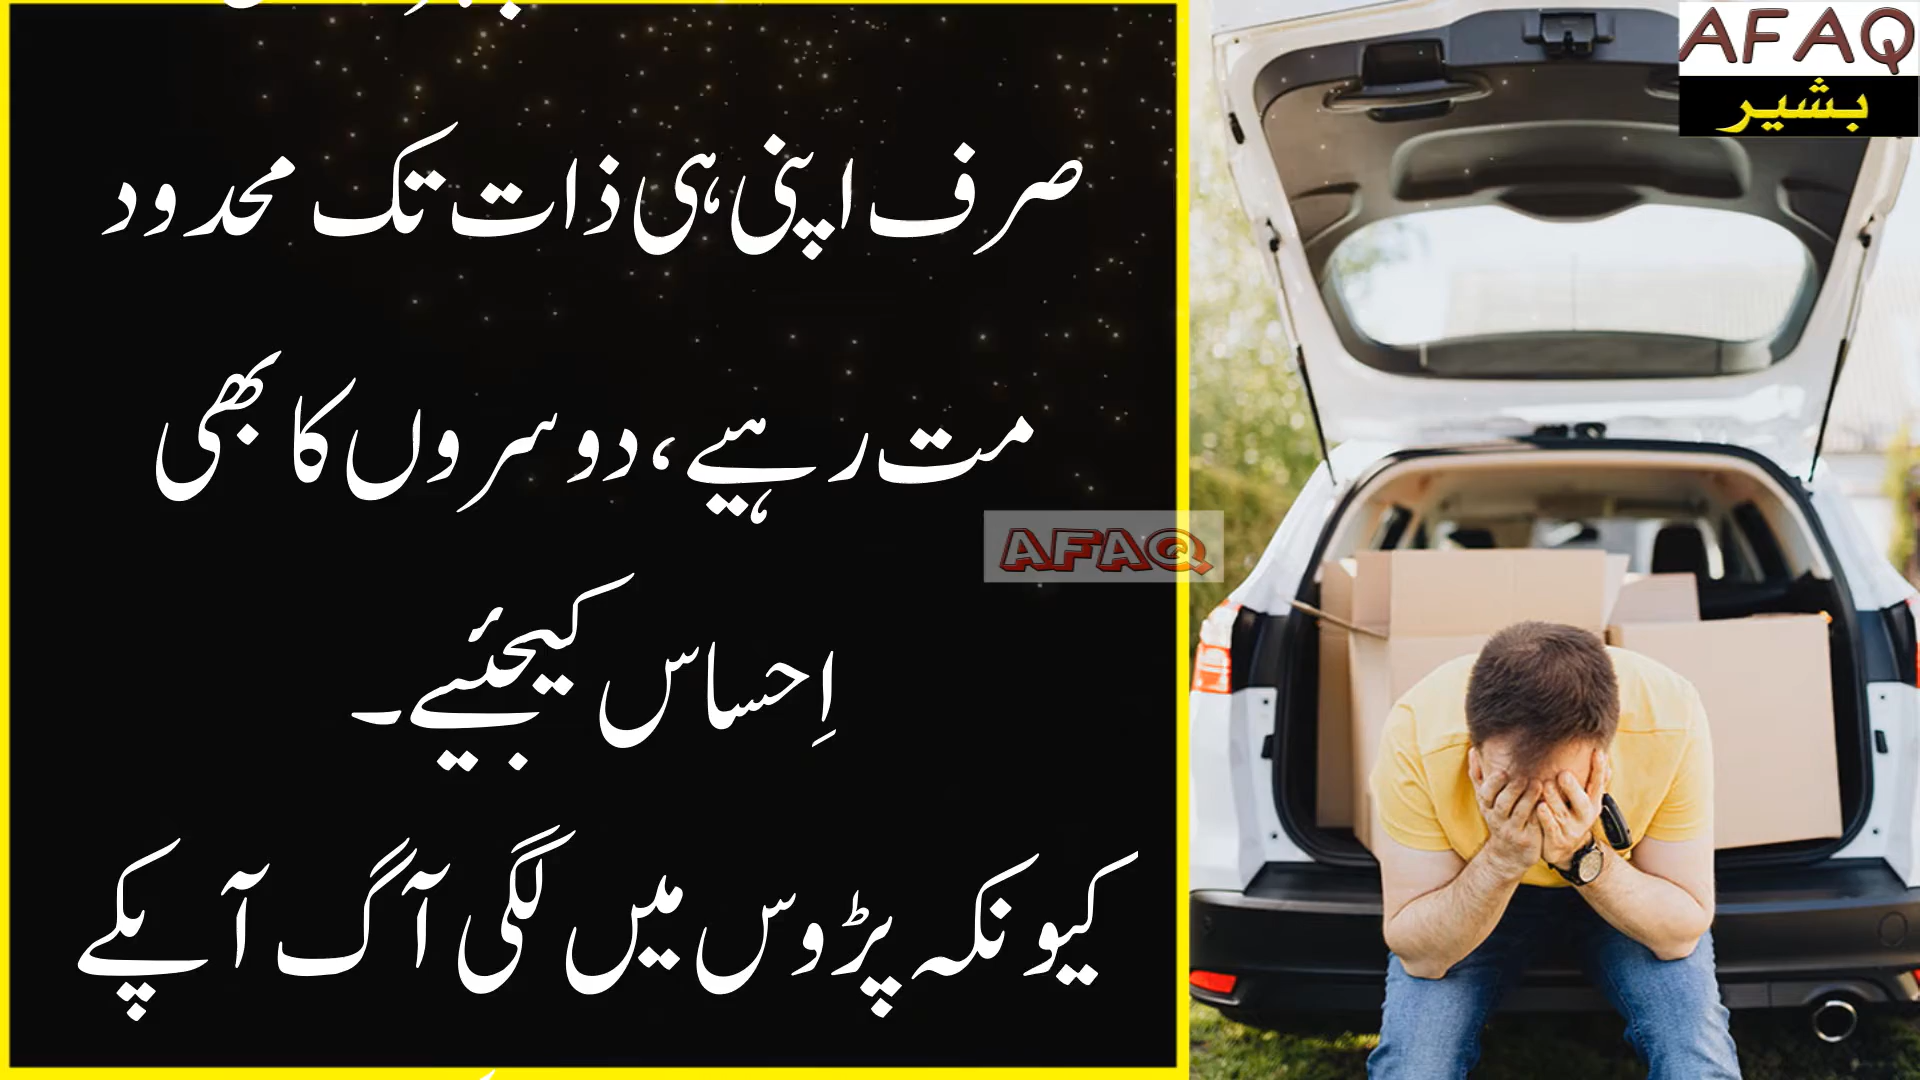 صرف اپنی ہی ذات تک محدود
مت رہیے، دوسروں کا بھی
اِحساس کیجئیے۔
کیونکہ پڑوس میں لگی آگ آپکے
AFAQ
بشیر
AFAQ